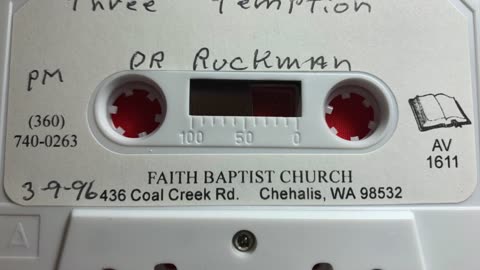 Three Temption
PM DR RUCKMAN
(360)
740-0263
100 50 0
AV
1611
FAITH BAPTIST CHURCH
3-9-96 436 Coal Creek Rd. Chehalis, WA 98532
A